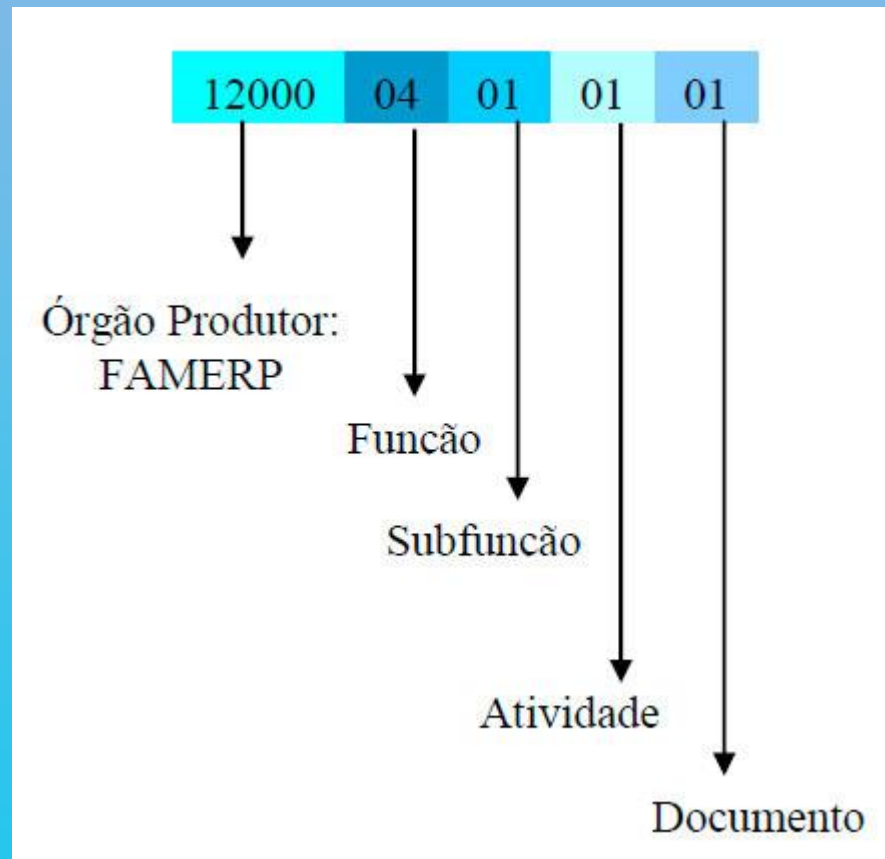 12000 04 01 01 01
Órgão Produtor:
FAMERP
Funcão
Subfuncão
Atividade
Documento